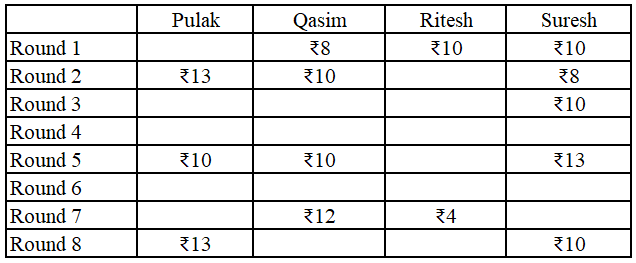 Pulak Qasim Ritesh Suresh
Round 1 ₹8 ₹10 ₹10
Round 2 ₹13 ₹10 ₹8
Round 3 ₹10
Round 4
Round 5 ₹10 ₹10 ₹13
Round 6
Round 7 ₹12 ₹4
Round 8 ₹13 ₹10